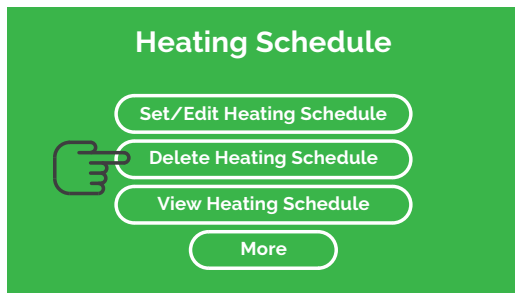 Heating Schedule
Set/Edit Heating Schedule
Delete Heating Schedule
View Heating Schedule
More